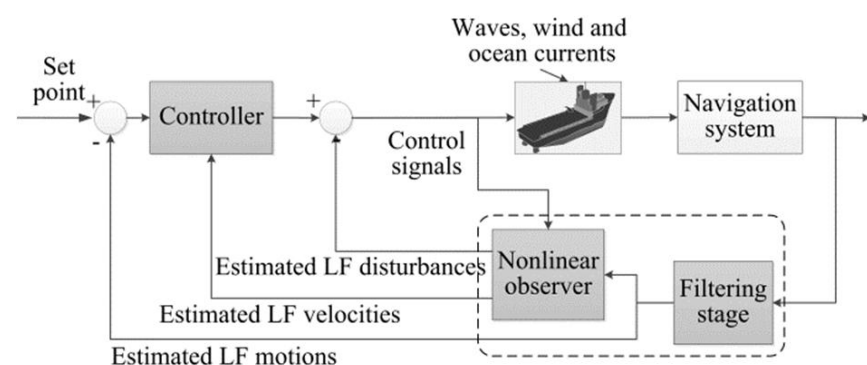 Waves, wind and
ocean currents
Set
point
+
-
Controller
+
-
Control
signals
Navigation
system
Estimated LF disturbances
Nonlinear
observer
Filtering
stage
Estimated LF velocities
Estimated LF motions